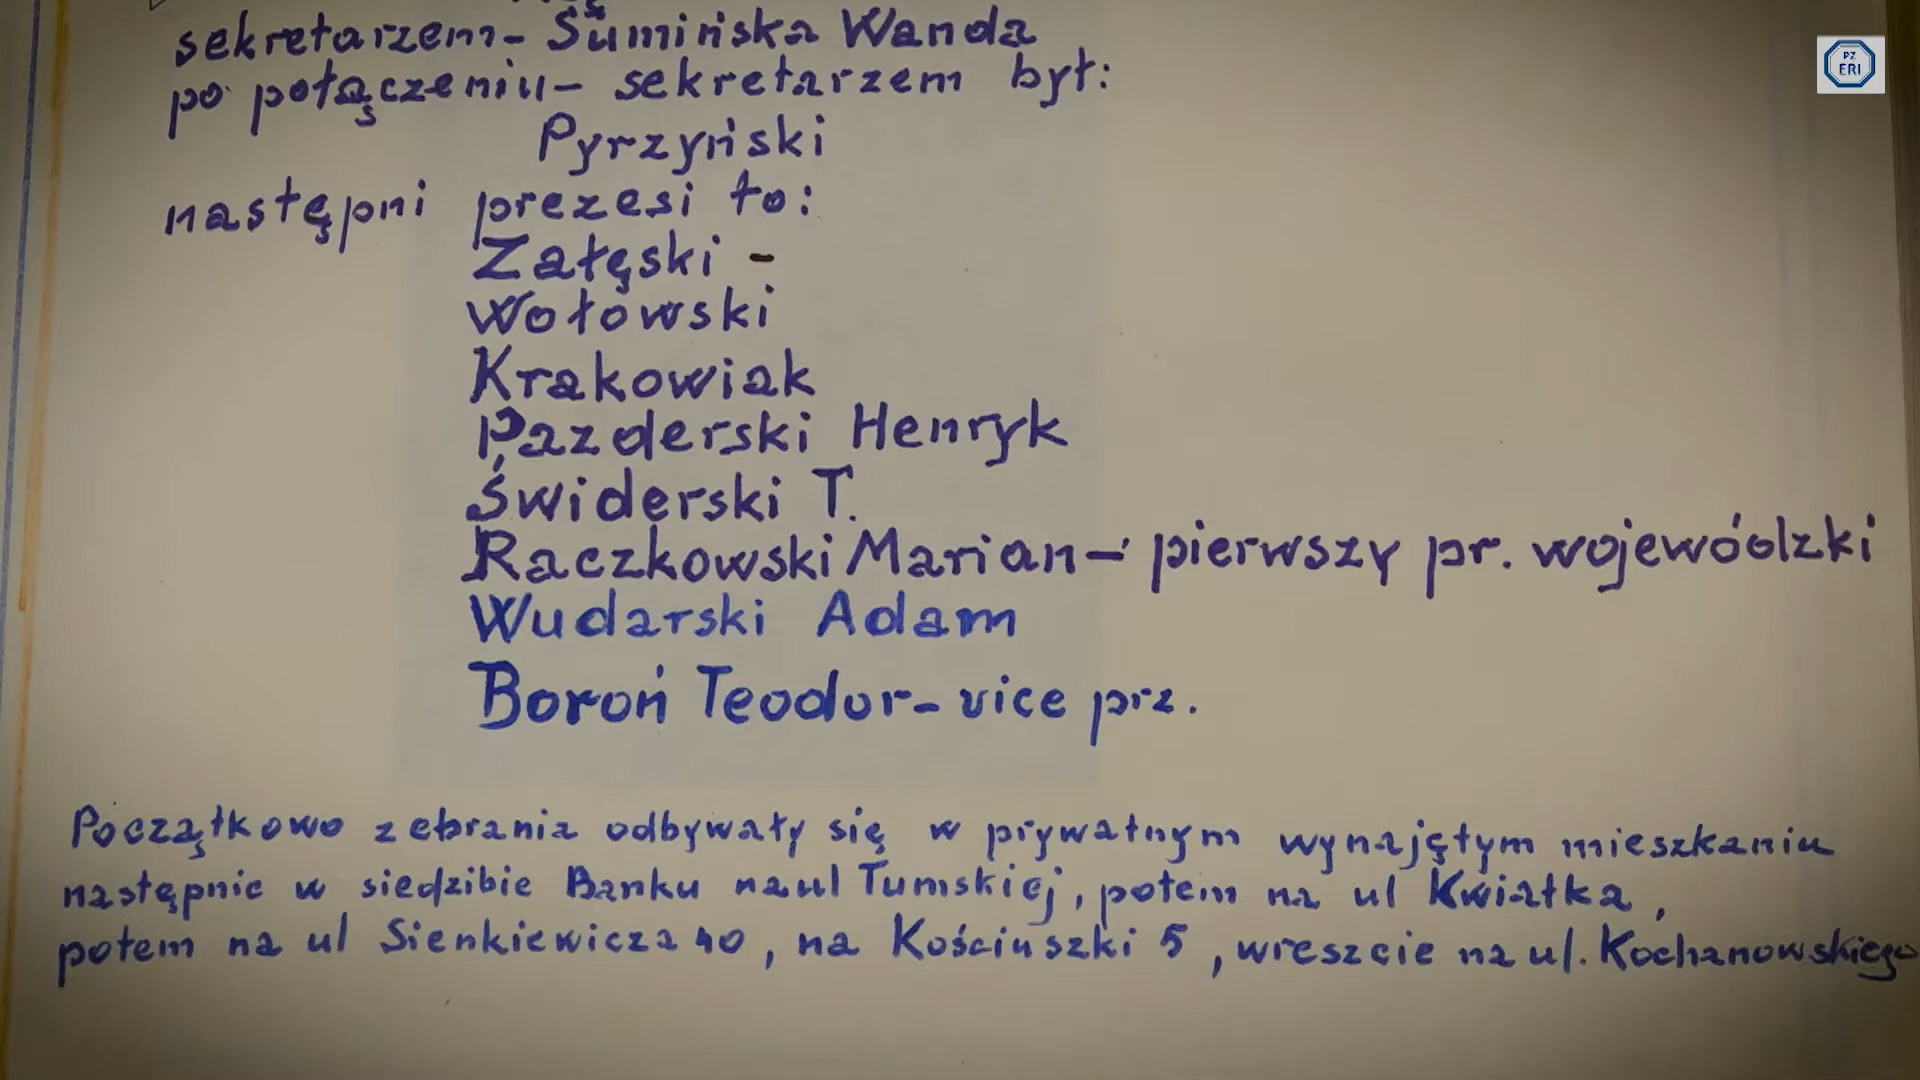 sekretarzem - Sumińska Wanda
po połączeniu - sekretarzem był:
Pyrzyński
następni prezesi to:
Załęski -
Wołowski
Krakowiak
Pazderski Henryk
Świderski T.
Raczkowski Marian - pierwszy pr. wojewódzki
Wudarski Adam
Boroń Teodor - vice prz.
Początkowo zebrania odbywały się w prywatnym wynajętym mieszkaniu
następnie w siedzibie Banku na ul Tumskiej, potem na ul Kwiatka,
potem na ul Sienkiewicza 40, na Kościuszki 5, wreszcie na ul. Kochanowskiego
PZ
ERI